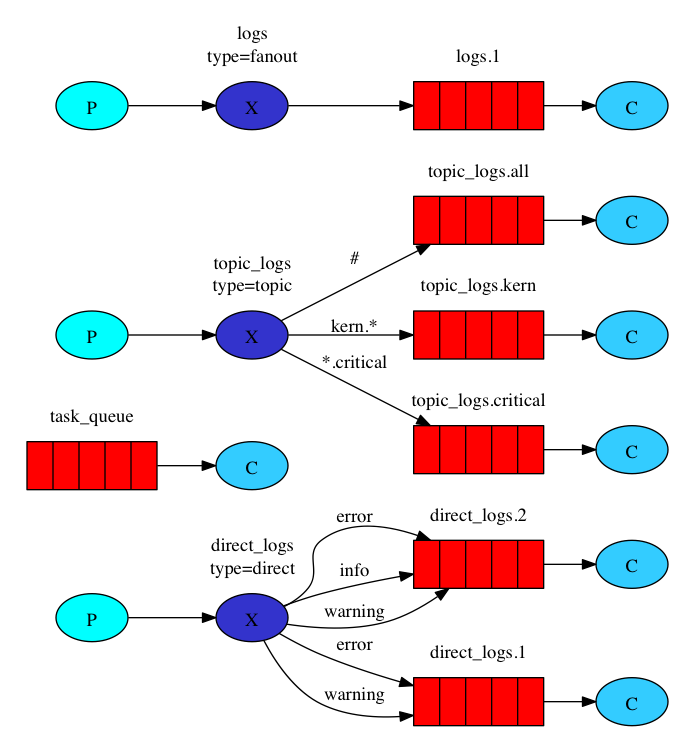 logs
type=fanout
logs.1
P
X
C
topic_logs.all
C
#
topic_logs
type=topic
topic_logs.kern
P
X
kern.*
C
*.critical
topic_logs.critical
C
task_queue
C
error
direct_logs.2
direct_logs
type=direct
info
C
warning
P
X
error
direct_logs.1
warning
C